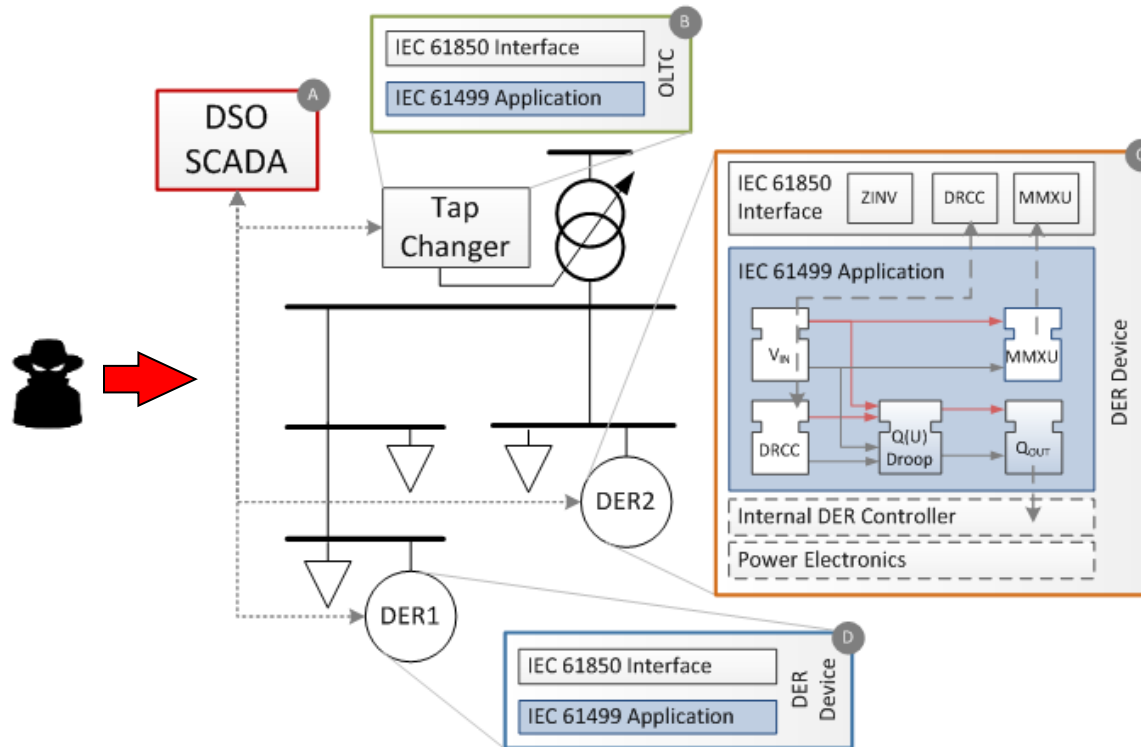 A
DSO
SCADA
B
IEC 61850 Interface
IEC 61499 Application
OLTC
Tap
Changer
DER2
DER1
C
IEC 61850
Interface
ZINV
DRCC
MMXU
IEC 61499 Application
VIN
MMXU
DRCC
Q(U)
Droop
QOUT
Internal DER Controller
Power Electronics
DER Device
D
IEC 61850 Interface
IEC 61499 Application
DER
Device